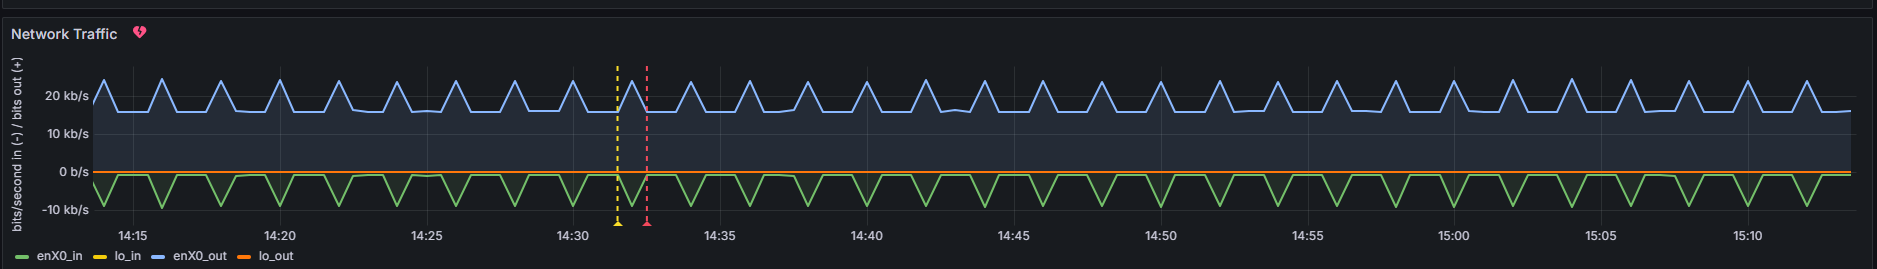 Network Traffic
bits/second in (-) / bits out (+)
20 kb/s
10 kb/s
0 b/s
-10 kb/s
14:15 14:20 14:25 14:30 14:35 14:40 14:45 14:50 14:55 15:00 15:05 15:10
enX0_in lo_in enX0_out lo_out